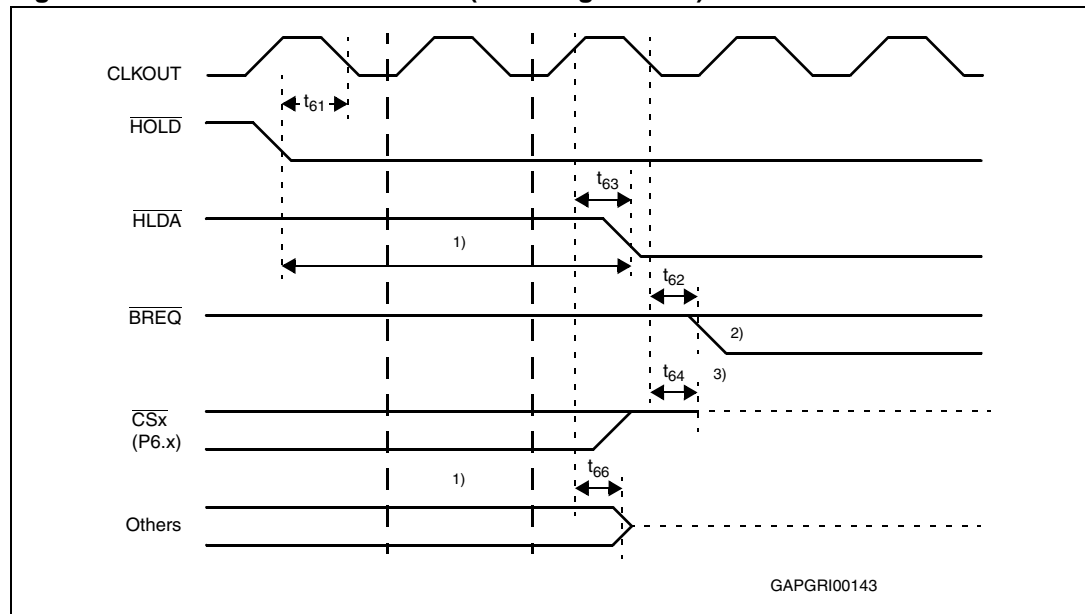 CLKOUT
t61
HOLD
t63
HLDA
1)
t62
BREQ
2)
t64 3)
CSx
(P6.x)
1) t66
Others
GAPGRI00143